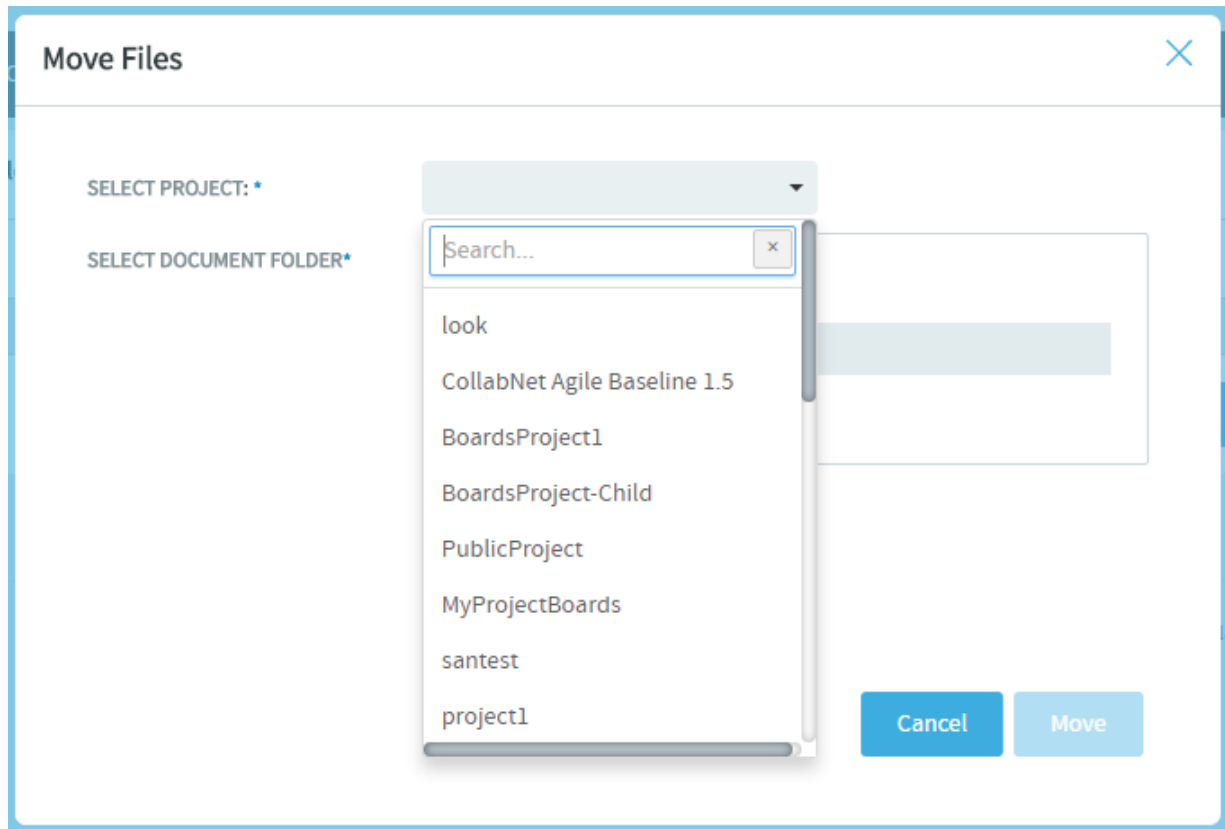 Move Files
SELECT PROJECT: *
SELECT DOCUMENT FOLDER*
Search...
look
CollabNet Agile Baseline 1.5
BoardsProject1
BoardsProject-Child
PublicProject
MyProjectBoards
santest
project1
Cancel
Move